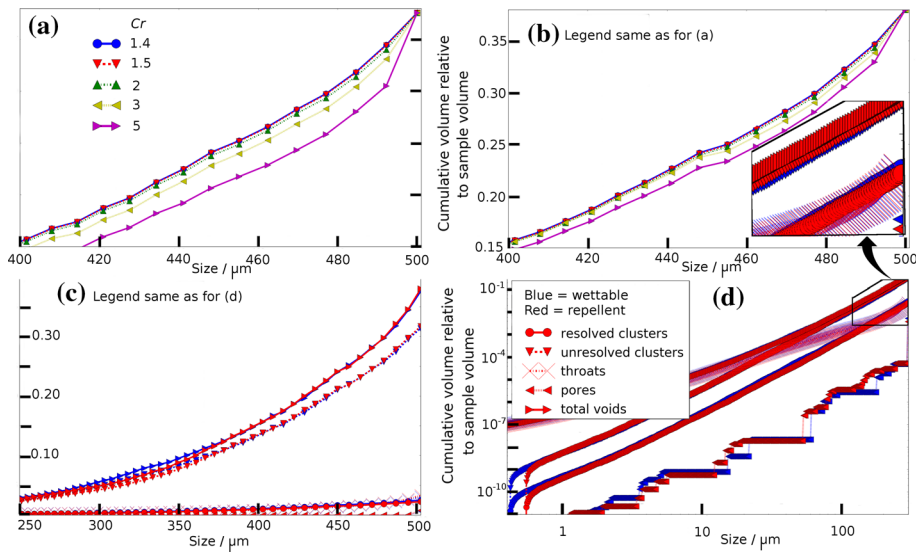 (a)
Cr
1.4
1.5
2
3
5
400 420 440 460 480 500
Size / µm
(b) Legend same as for (a)
Cumulative volume relative
to sample volume
0.35
0.30
0.25
0.20
0.15
400 420 440 460 480 500
Size / µm
(c) Legend same as for (d)
0.30
0.20
0.10
250 300 350 400 450 500
Size / µm
(d)
Blue = wettable
Red = repellent
resolved clusters
unresolved clusters
throats
pores
total voids
Cumulative volume relative
to sample volume
10-1
10-4
10-7
10-10
1 10 100
Size / µm